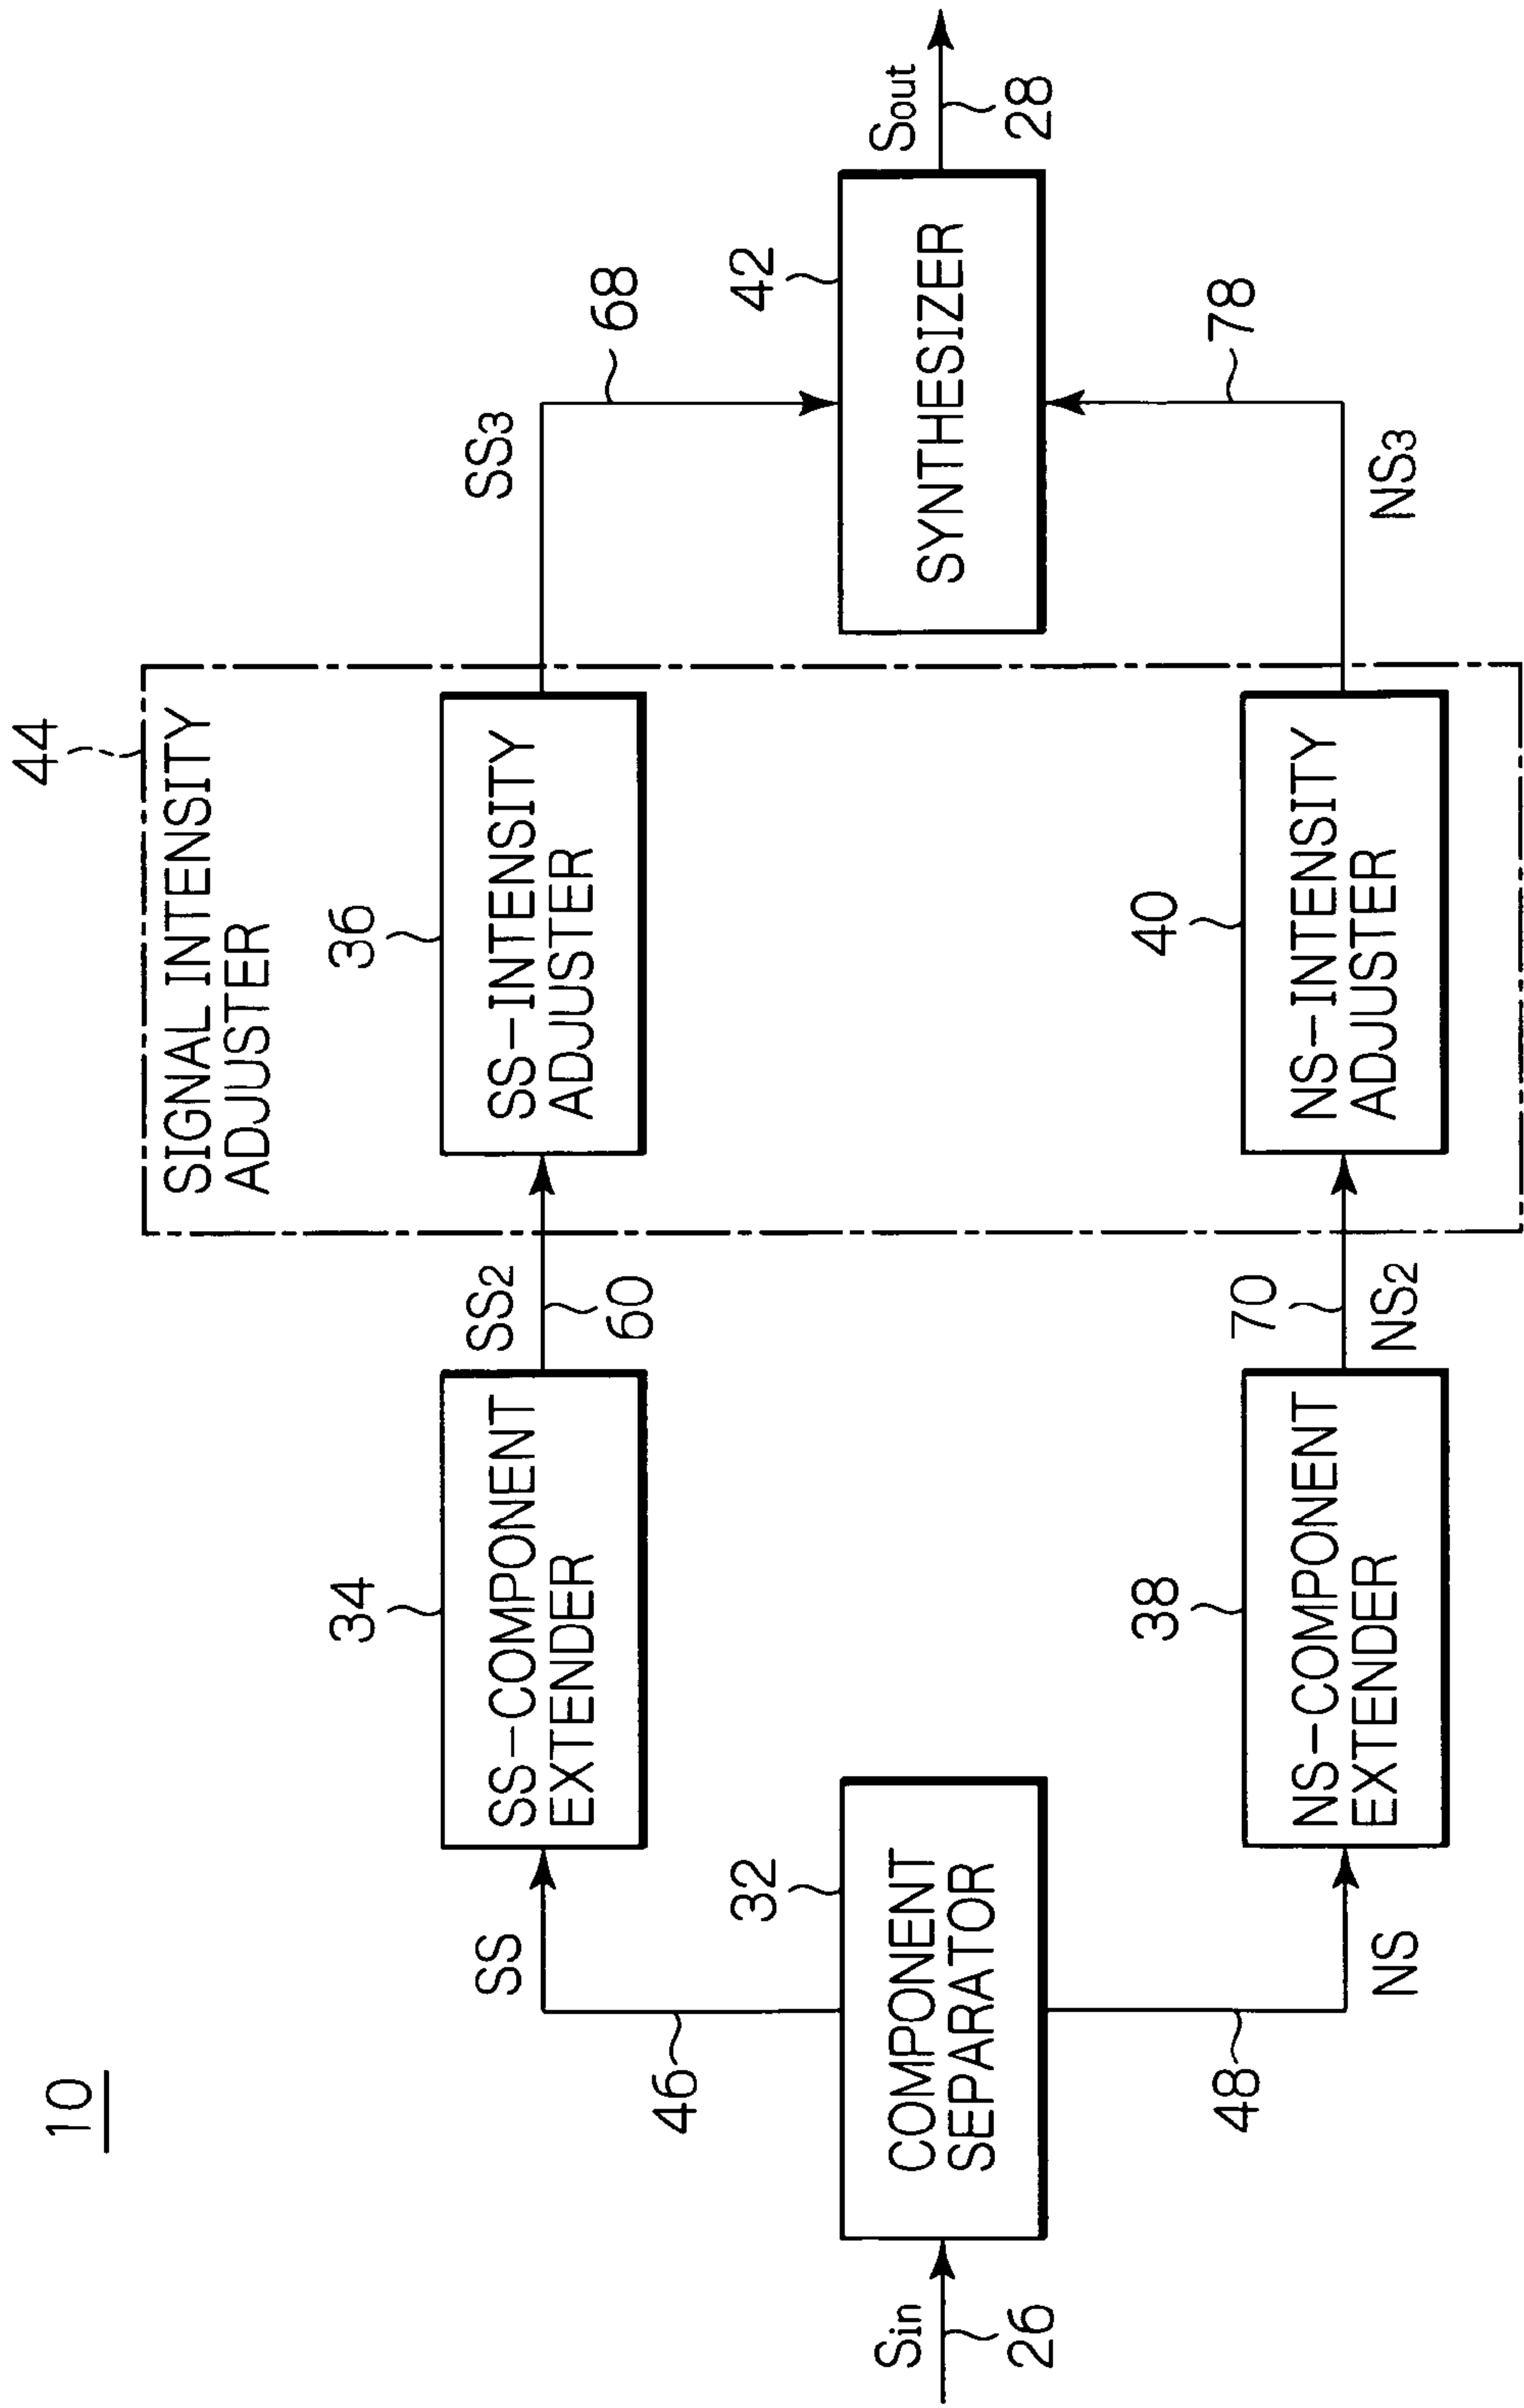 10
44
SIGNAL INTENSITY
ADJUSTER
34
36
SS
SS-COMPONENT
EXTENDER
SS2
60
SS-INTENSITY
ADJUSTER
SS3
68
46
32
42
Sin
26
COMPONENT
SEPARATOR
SYNTHESIZER
Sout
28
48
38
70
40
78
NS
NS-COMPONENT
EXTENDER
NS2
NS-INTENSITY
ADJUSTER
NS3